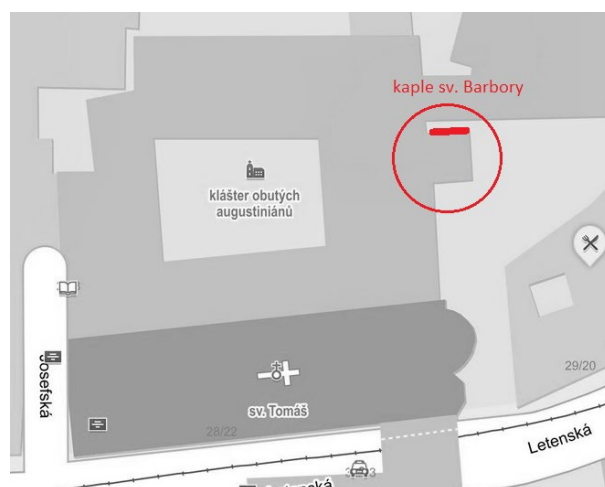 kaple sv. Barbory
klášter obutých
augustiniánů
Josefská
sv. Tomáš
28/22
29/20
Letenská